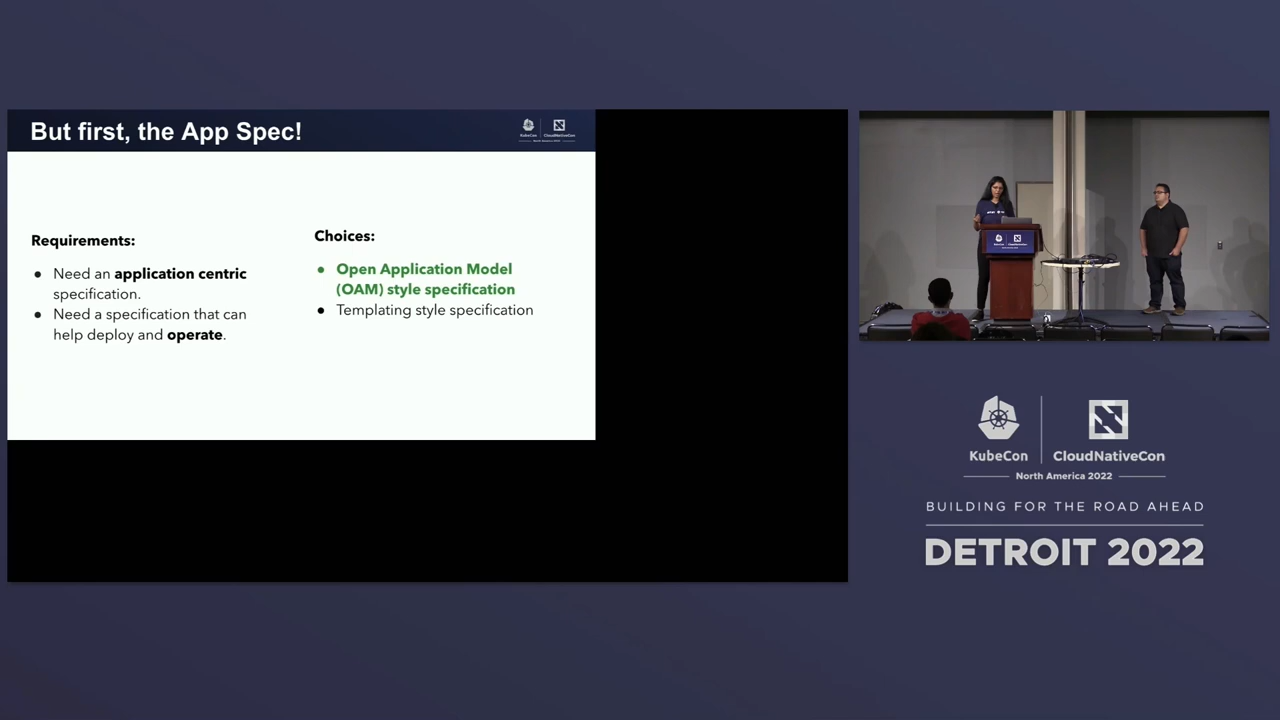 But first, the App Spec!
KubeCon
CloudNativeCon
Requirements:
● Need an application centric
specification.
● Need a specification that can
help deploy and operate.
Choices:
● Open Application Model
(OAM) style specification
● Templating style specification
KubeCon
CloudNativeCon
North America 2022
BUILDING FOR THE ROAD AHEAD
DETROIT 2022